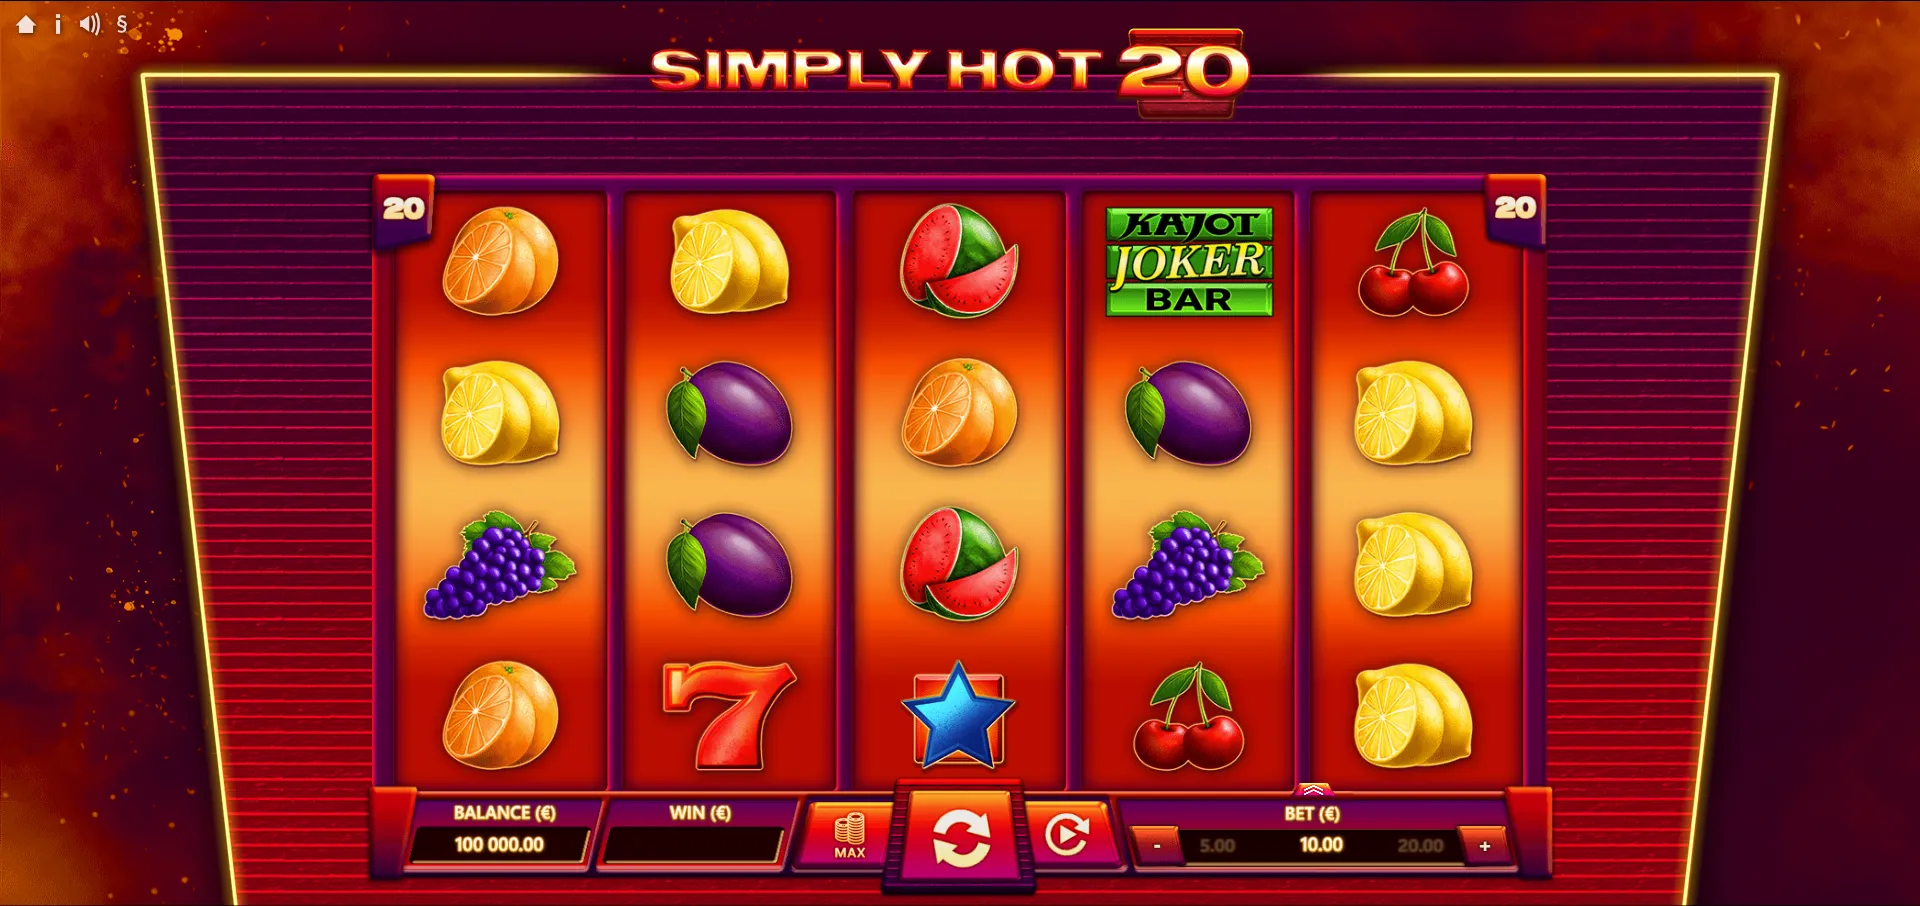 §
SIMPLY HOT 20
20
20
KAJOT
JOKER
BAR
7
BALANCE (€)
100 000.00
WIN (€)
MAX
BET (€)
-
5.00
10.00
20.00
+